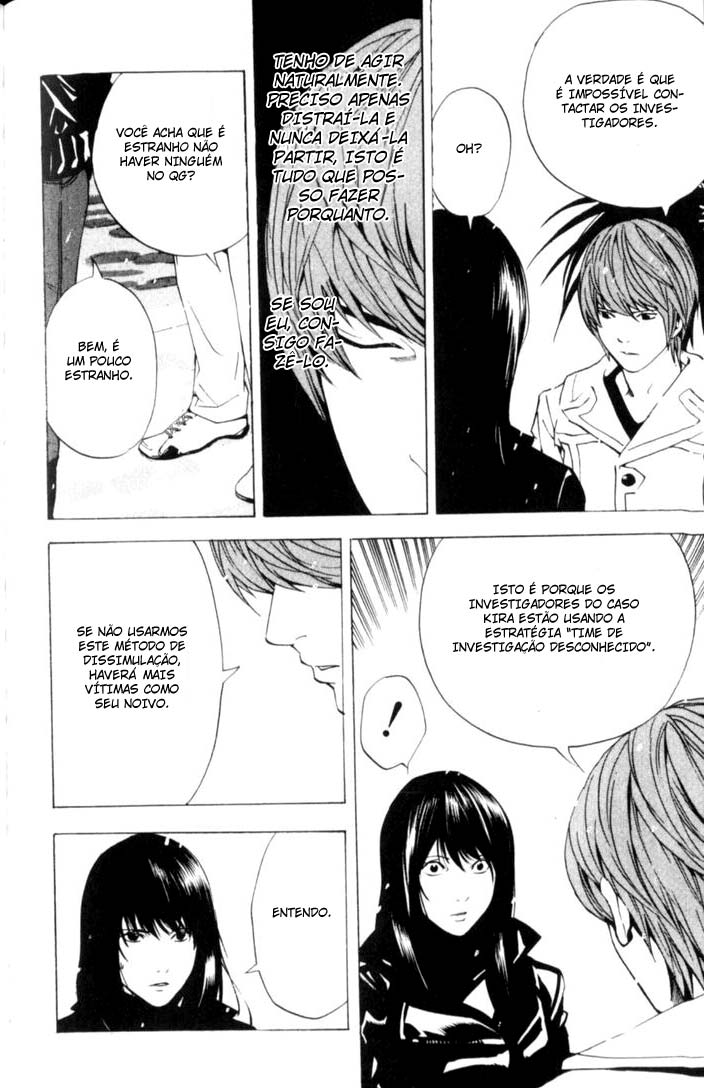 A VERDADE É QUE
É IMPOSSÍVEL CON-
TACTAR OS INVES-
TIGADORES.
OH?
TENHO DE AGIR
NATURALMENTE.
PRECISO APENAS
DISTRAÍ-LA E
NUNCA DEIXÁ-LA
PARTIR, ISTO É
TUDO QUE POS-
SO FAZER
PORQUANTO.
SE SOU
EU, CON-
SIGO FA-
ZÊ-LO.
VOCÊ ACHA QUE É
ESTRANHO NÃO
HAVER NINGUÉM
NO QG?
BEM, É
UM POUCO
ESTRANHO.
ISTO É PORQUE OS
INVESTIGADORES DO CASO
KIRA ESTÃO USANDO A
ESTRATÉGIA "TIME DE
INVESTIGAÇÃO DESCONHECIDO".
!
SE NÃO USARMOS
ESTE MÉTODO DE
DISSIMULAÇÃO,
HAVERÁ MAIS
VÍTIMAS COMO
SEU NOIVO.
ENTENDO.